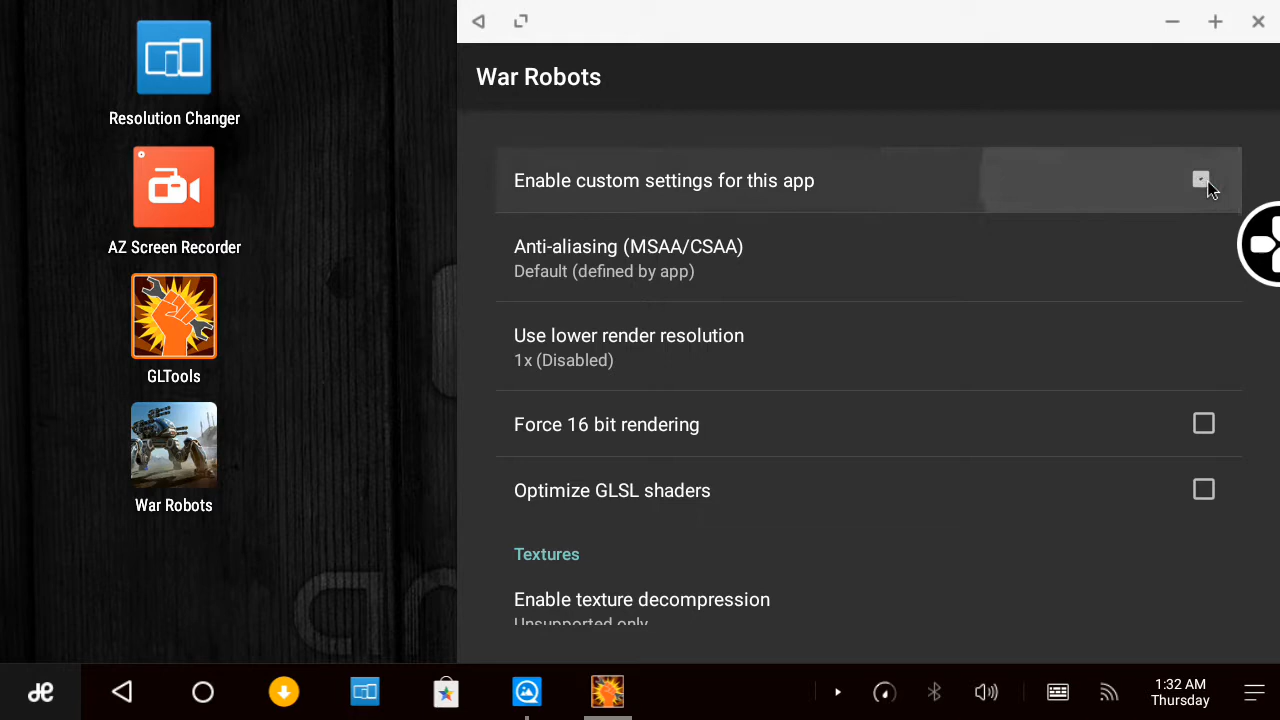 Resolution Changer
AZ Screen Recorder
GLTools
War Robots
War Robots
Enable custom settings for this app
Anti-aliasing (MSAA/CSAA)
Default (defined by app)
Use lower render resolution
1x (Disabled)
Force 16 bit rendering
Optimize GLSL shaders
Textures
Enable texture decompression
Unsupported only
1:32 AM
Thursday